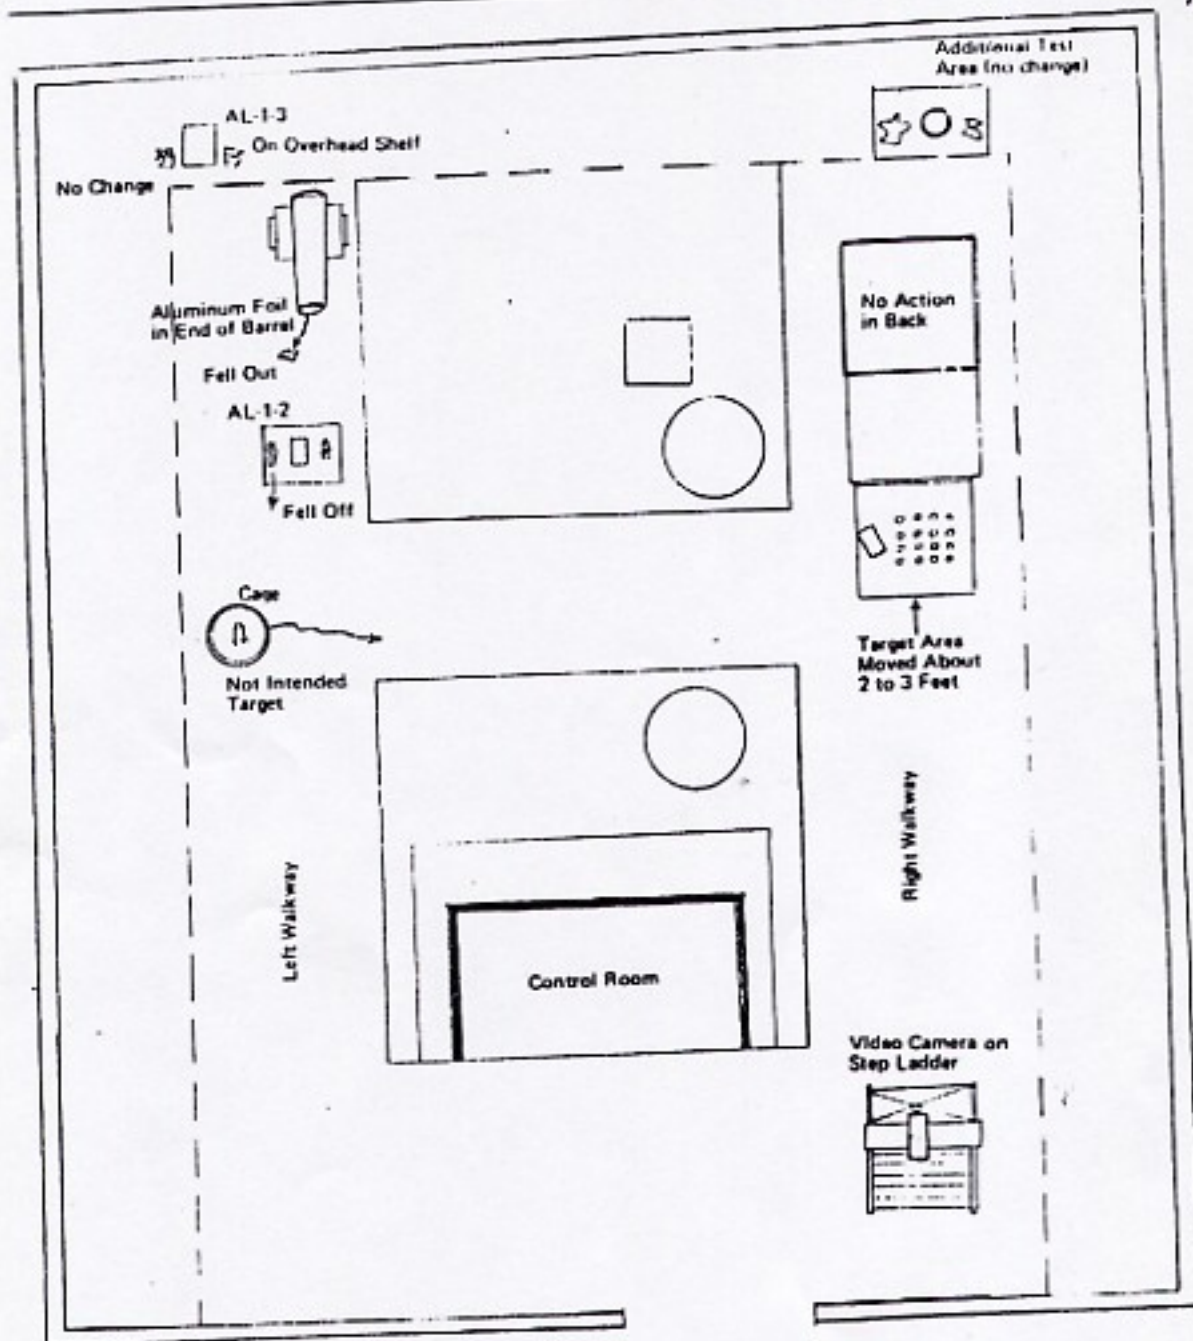 Additional Test
Area (no change)
AL-1-3
On Overhead Shelf
No Change
Aluminum Foil
in End of Barrel
Fell Out
No Action
in Back
AL-1-2
Fell Off
Cage
Not Intended
Target
Target Area
Moved About
2 to 3 Feet
Left Walkway
Right Walkway
Control Room
Video Camera on
Step Ladder